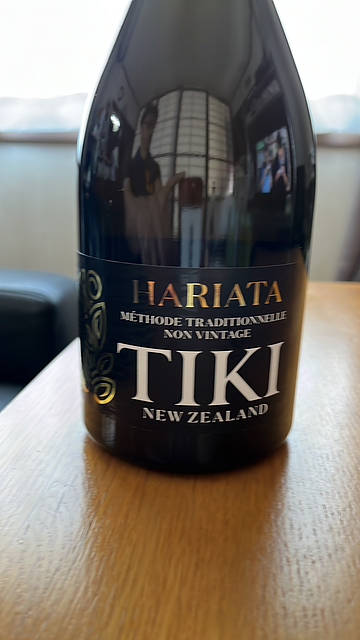 HARIATA
MÉTHODE TRADITIONNELLE
NON VINTAGE
TIKI
NEW ZEALAND